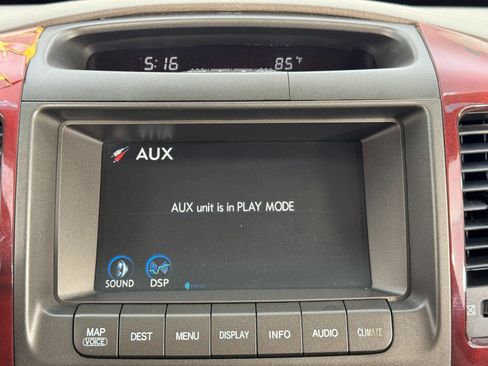 5:16 85°F
AUX
AUX unit is in PLAY MODE
SOUND DSP
MAP VOICE DEST MENU DISPLAY INFO AUDIO CLIMATE